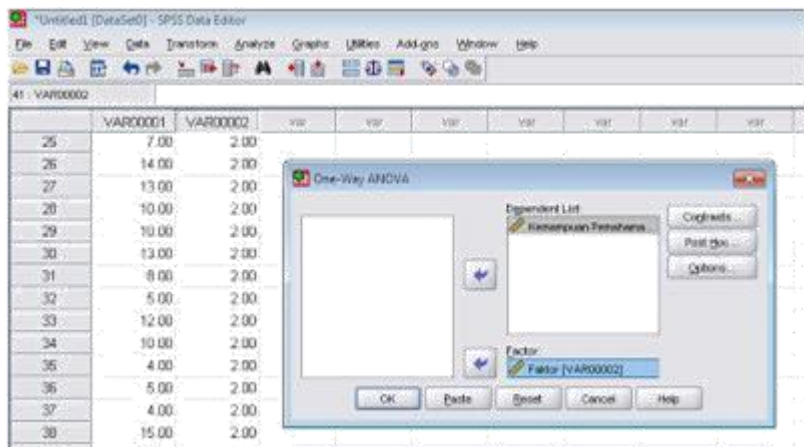 *Untitled1 [DataSet0] - SPSS Data Editor
File Edit View Data Transform Analyze Graphs Utilities Add-ons Window Help
41 : VAR00002
VAR00001 VAR00002 var var var var var var var
25 7.00 2.00
26 14.00 2.00
27 13.00 2.00
28 10.00 2.00
29 10.00 2.00
30 13.00 2.00
31 8.00 2.00
32 5.00 2.00
33 12.00 2.00
34 10.00 2.00
35 4.00 2.00
36 5.00 2.00
37 4.00 2.00
38 15.00 2.00
One-Way ANOVA
Dependent List:
Kemampuan Pemahama
Factor:
Faktor [VAR00002]
Contrasts...
Post Hoc...
Options...
OK Paste Reset Cancel Help